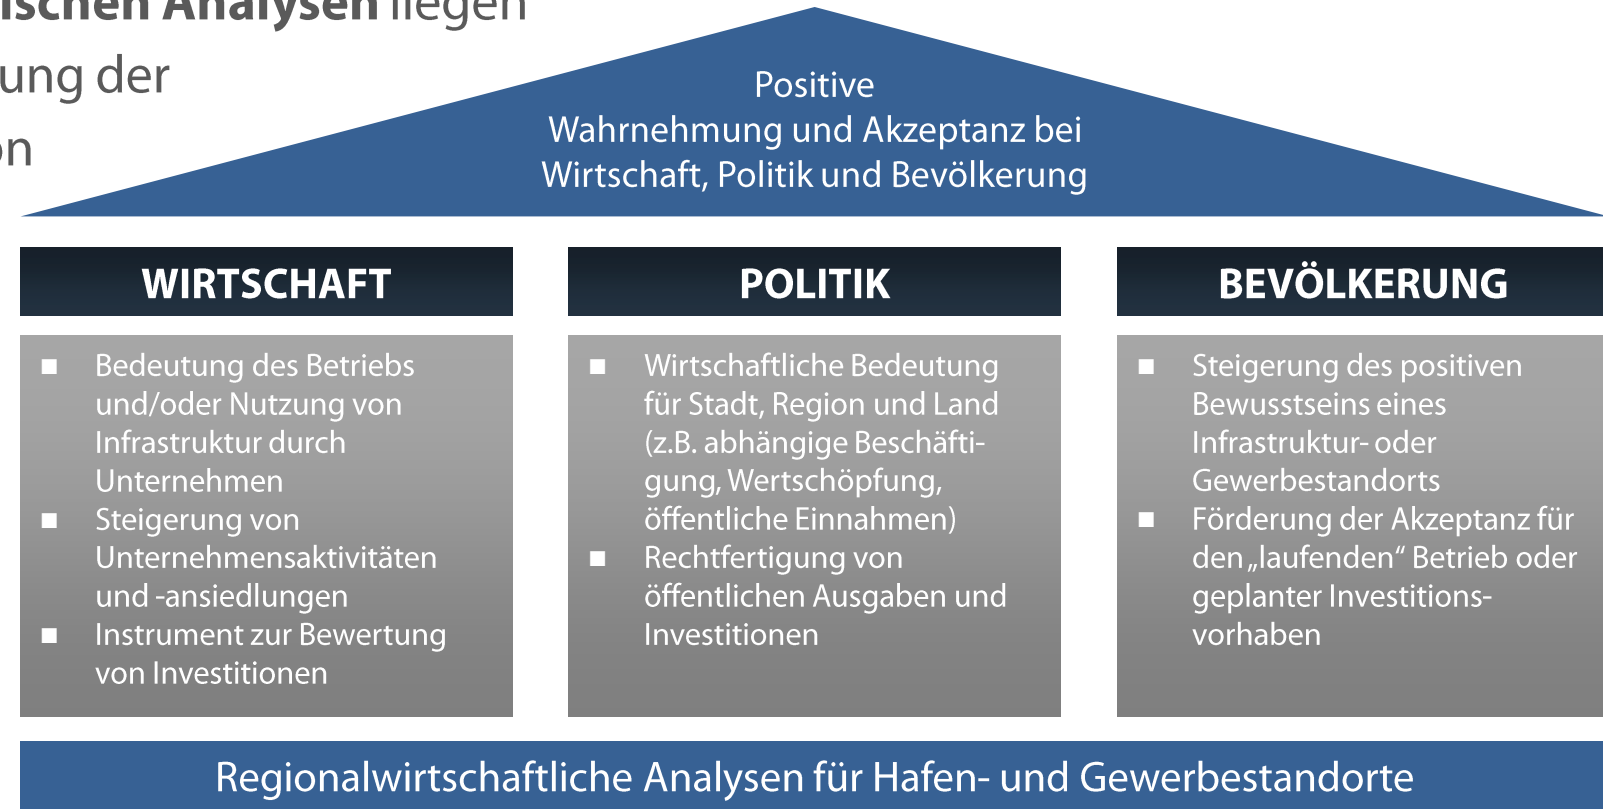 ischen Analysen liegen
ung der
on
Positive
Wahrnehmung und Akzeptanz bei
Wirtschaft, Politik und Bevölkerung
WIRTSCHAFT
■ Bedeutung des Betriebs
und/oder Nutzung von
Infrastruktur durch
Unternehmen
■ Steigerung von
Unternehmensaktivitäten
und -ansiedlungen
■ Instrument zur Bewertung
von Investitionen
POLITIK
■ Wirtschaftliche Bedeutung
für Stadt, Region und Land
(z.B. abhängige Beschäfti-
gung, Wertschöpfung,
öffentliche Einnahmen)
■ Rechtfertigung von
öffentlichen Ausgaben und
Investitionen
BEVÖLKERUNG
■ Steigerung des positiven
Bewusstseins eines
Infrastruktur- oder
Gewerbestandorts
■ Förderung der Akzeptanz für
den „laufenden“ Betrieb oder
geplanter Investitions-
vorhaben
Regionalwirtschaftliche Analysen für Hafen- und Gewerbestandorte